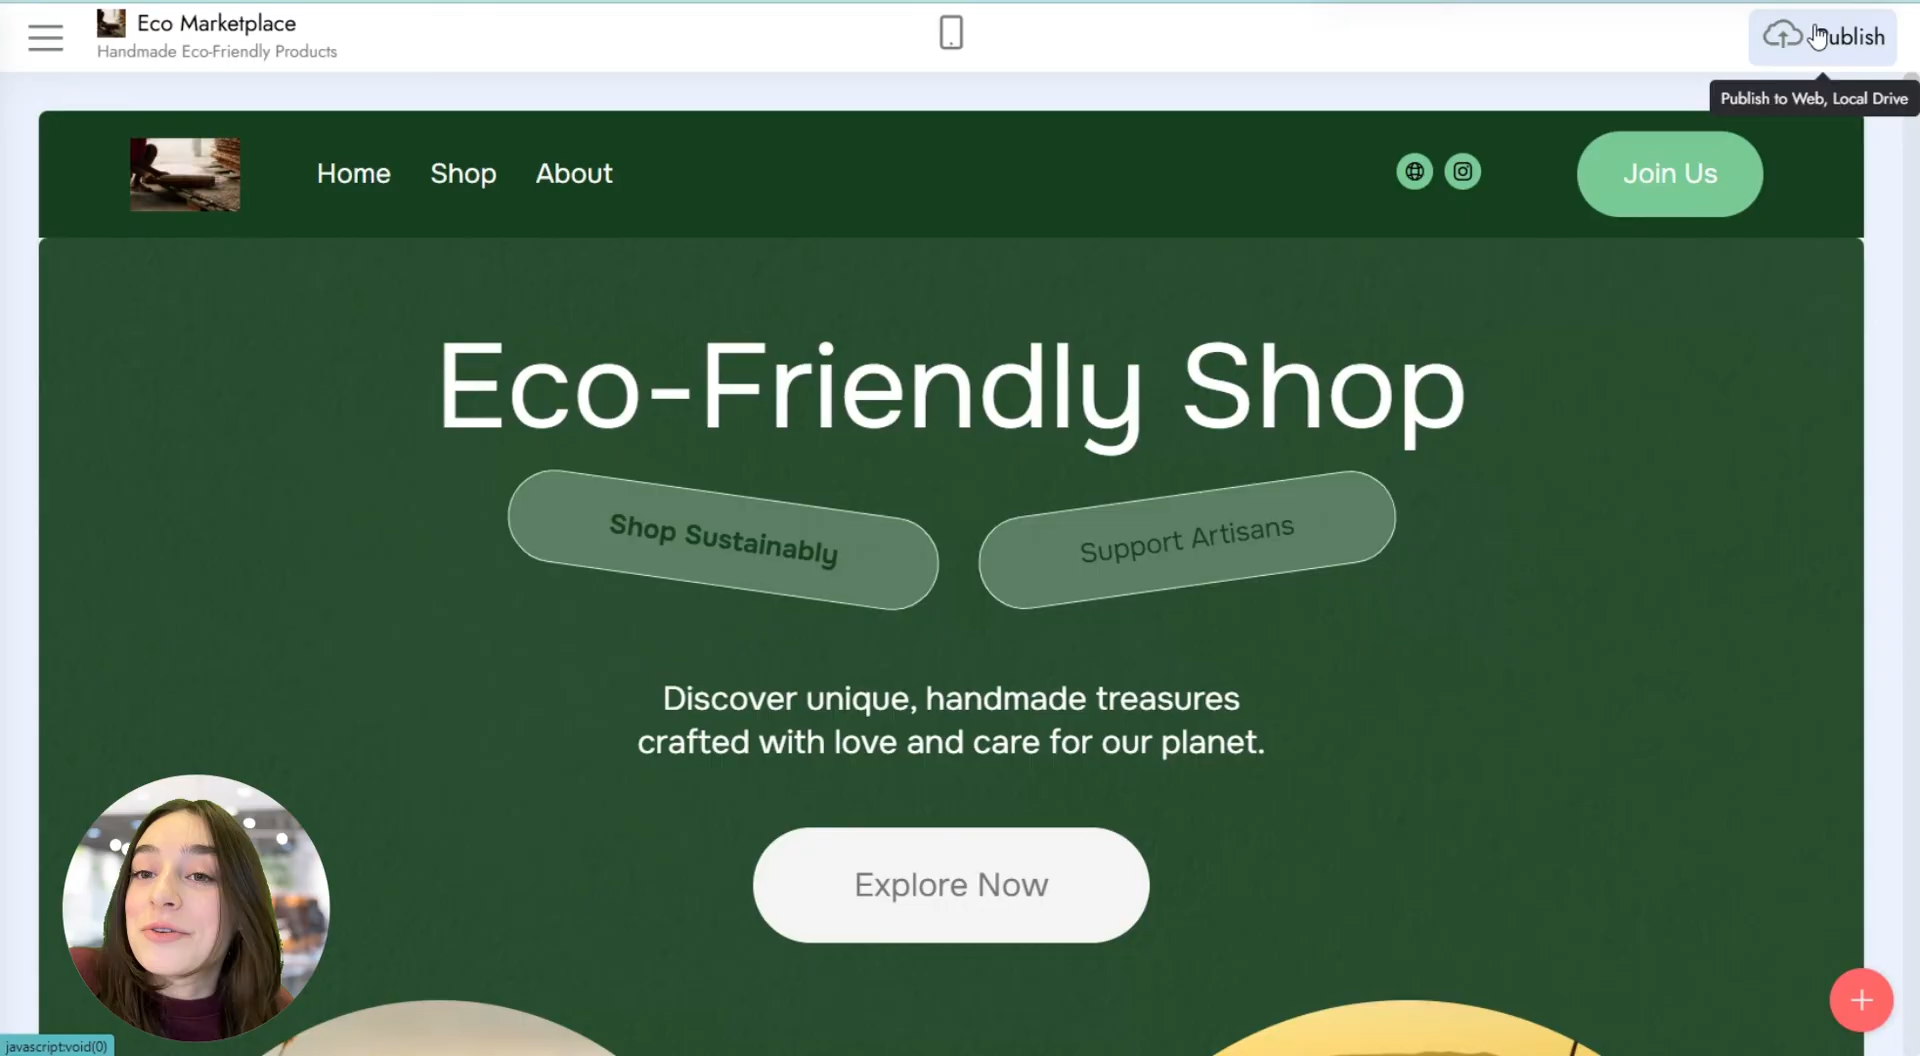 Eco Marketplace
Handmade Eco-Friendly Products
Publish
Publish to Web, Local Drive
Home
Shop
About
Join Us
Eco-Friendly Shop
Shop Sustainably
Support Artisans
Discover unique, handmade treasures
crafted with love and care for our planet.
Explore Now
javascript:void(0)